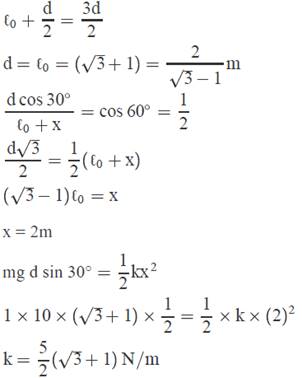 ℓ₀ + d/2 = 3d/2
d = ℓ₀ = (√3 + 1) = 2/(√3 − 1) m
(d cos 30°)/(ℓ₀ + x) = cos 60° = 1/2
d√3/2 = 1/2(ℓ₀ + x)
(√3 − 1)ℓ₀ = x
x = 2m
mg d sin 30° = 1/2 kx²
1 × 10 × (√3 + 1) × 1/2 = 1/2 × k × (2)²
k = 5/2(√3 + 1) N/m